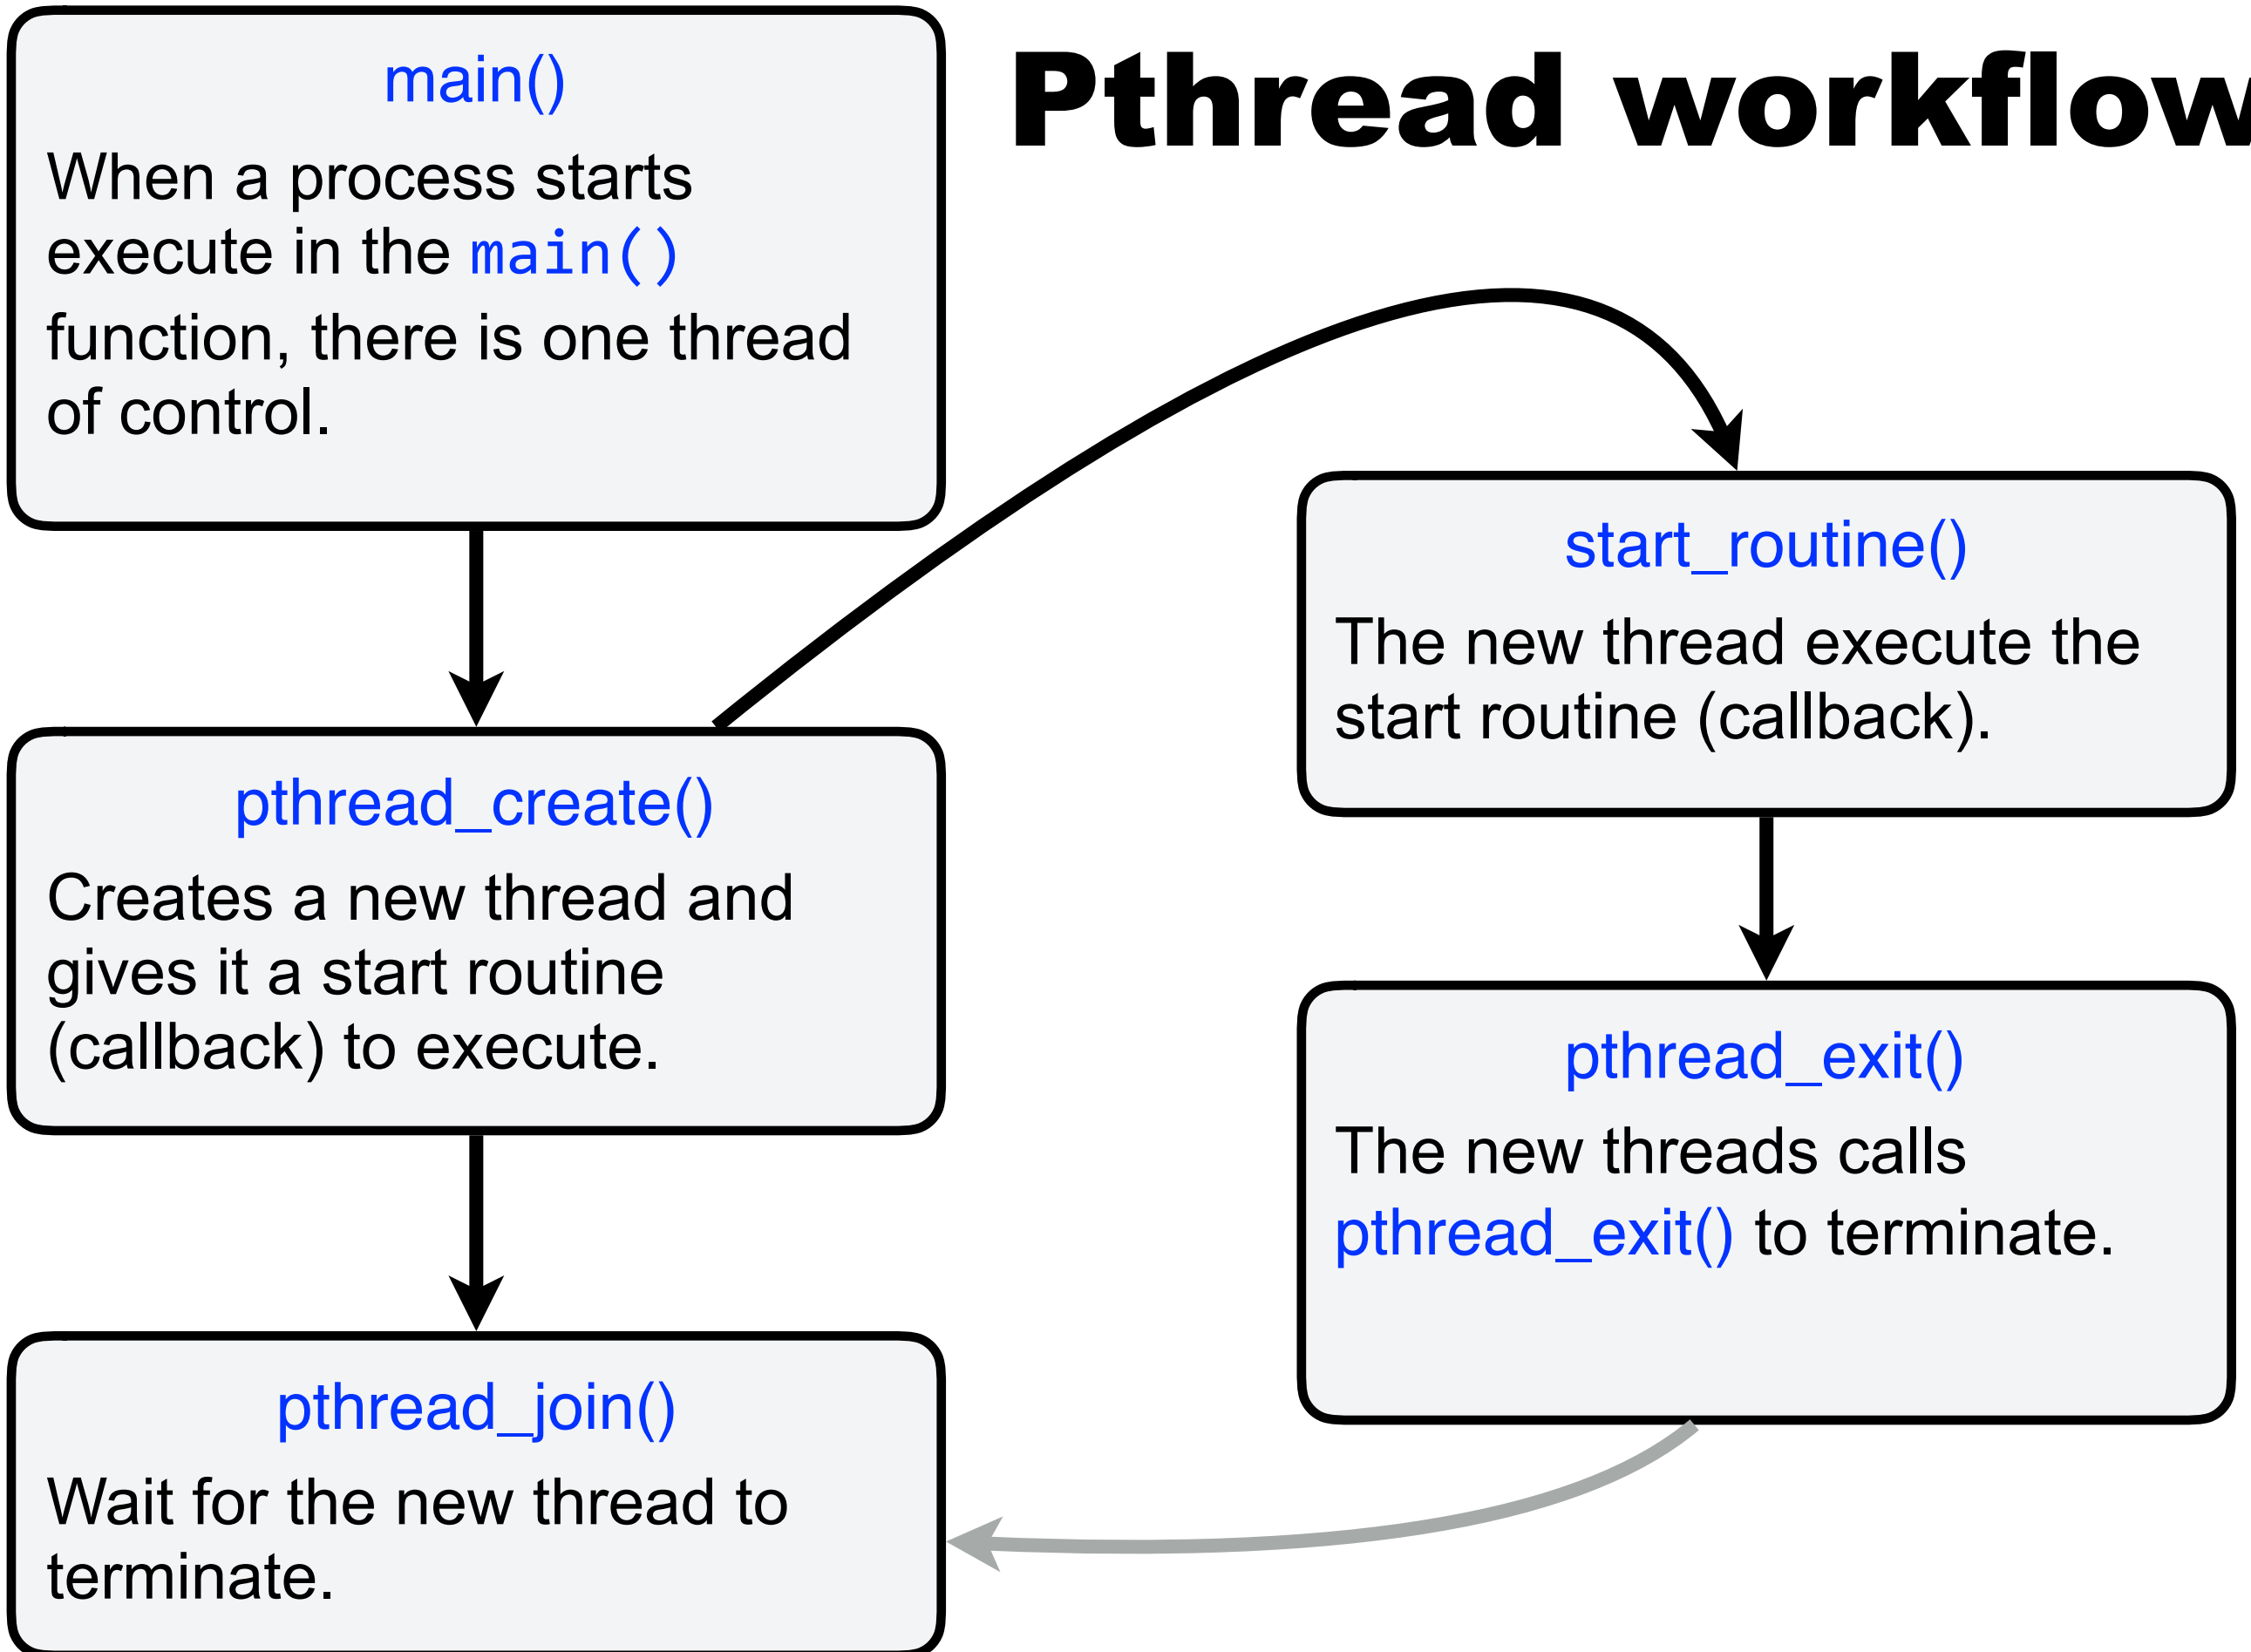 Pthread workflow
main()
When a process starts
execute in the main()
function, there is one thread
of control.
pthread_create()
Creates a new thread and
gives it a start routine
(callback) to execute.
pthread_join()
Wait for the new thread to
terminate.
start_routine()
The new thread execute the
start routine (callback).
pthread_exit()
The new threads calls
pthread_exit() to terminate.